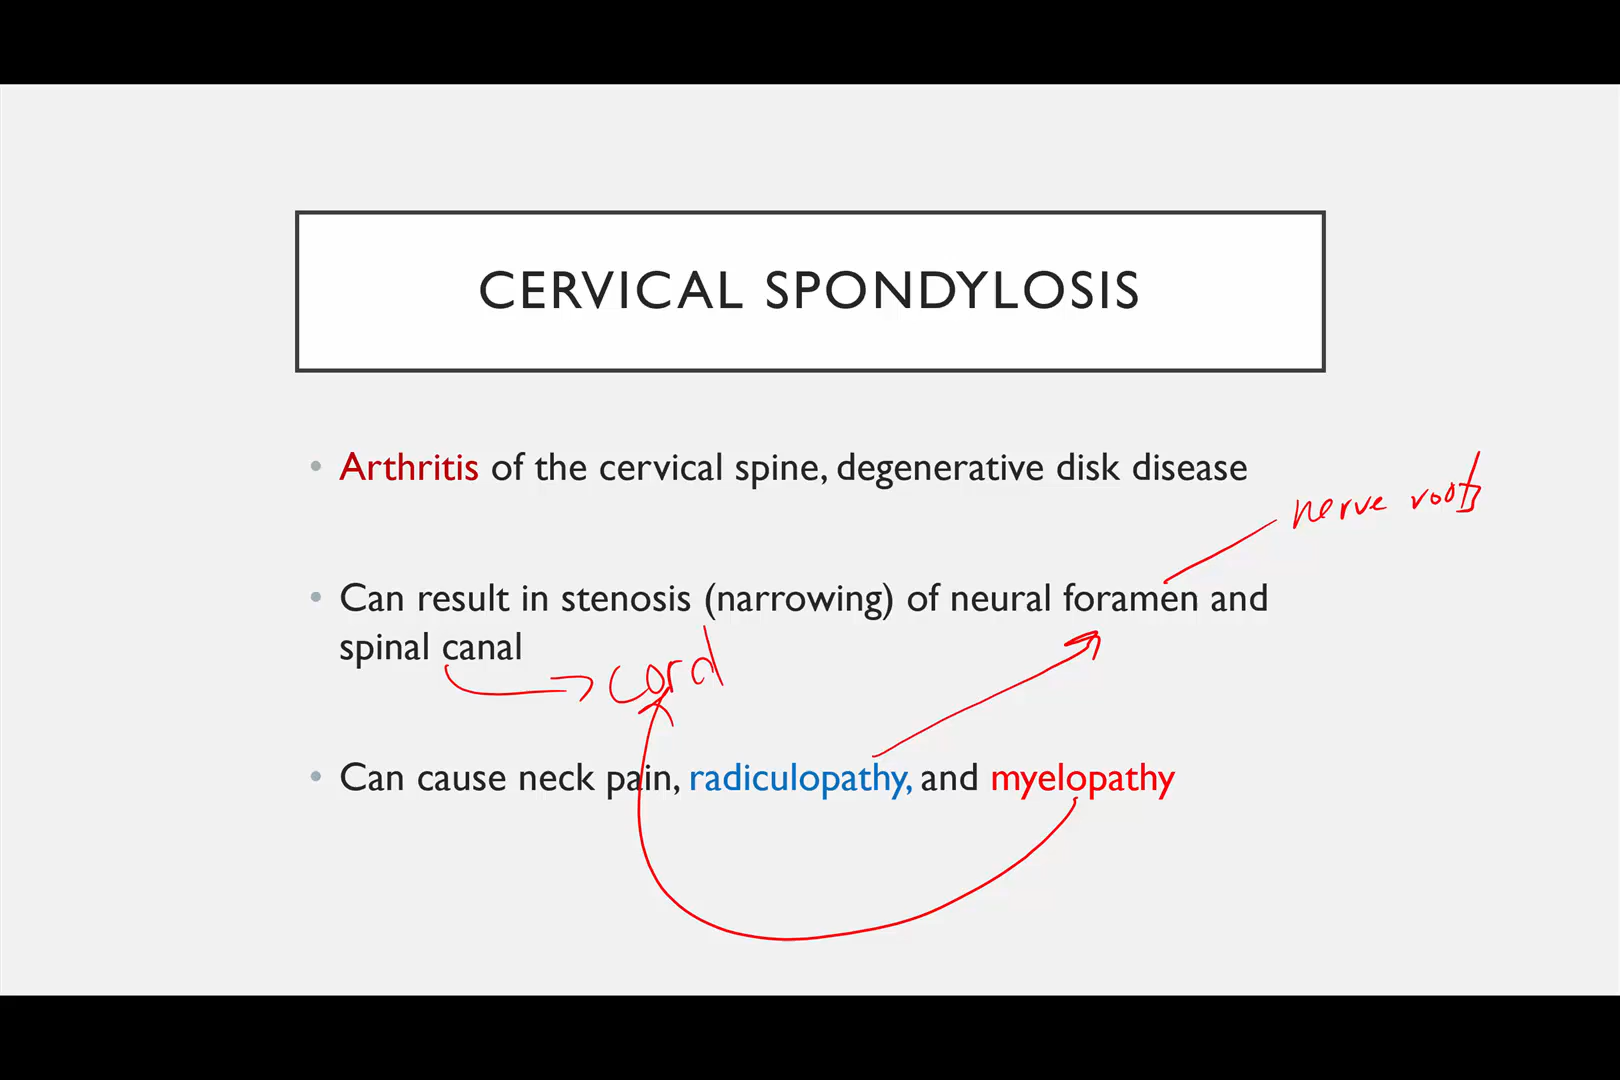 CERVICAL SPONDYLOSIS
• Arthritis of the cervical spine, degenerative disk disease
nerve roots
• Can result in stenosis (narrowing) of neural foramen and
spinal canal
cord
• Can cause neck pain, radiculopathy, and myelopathy